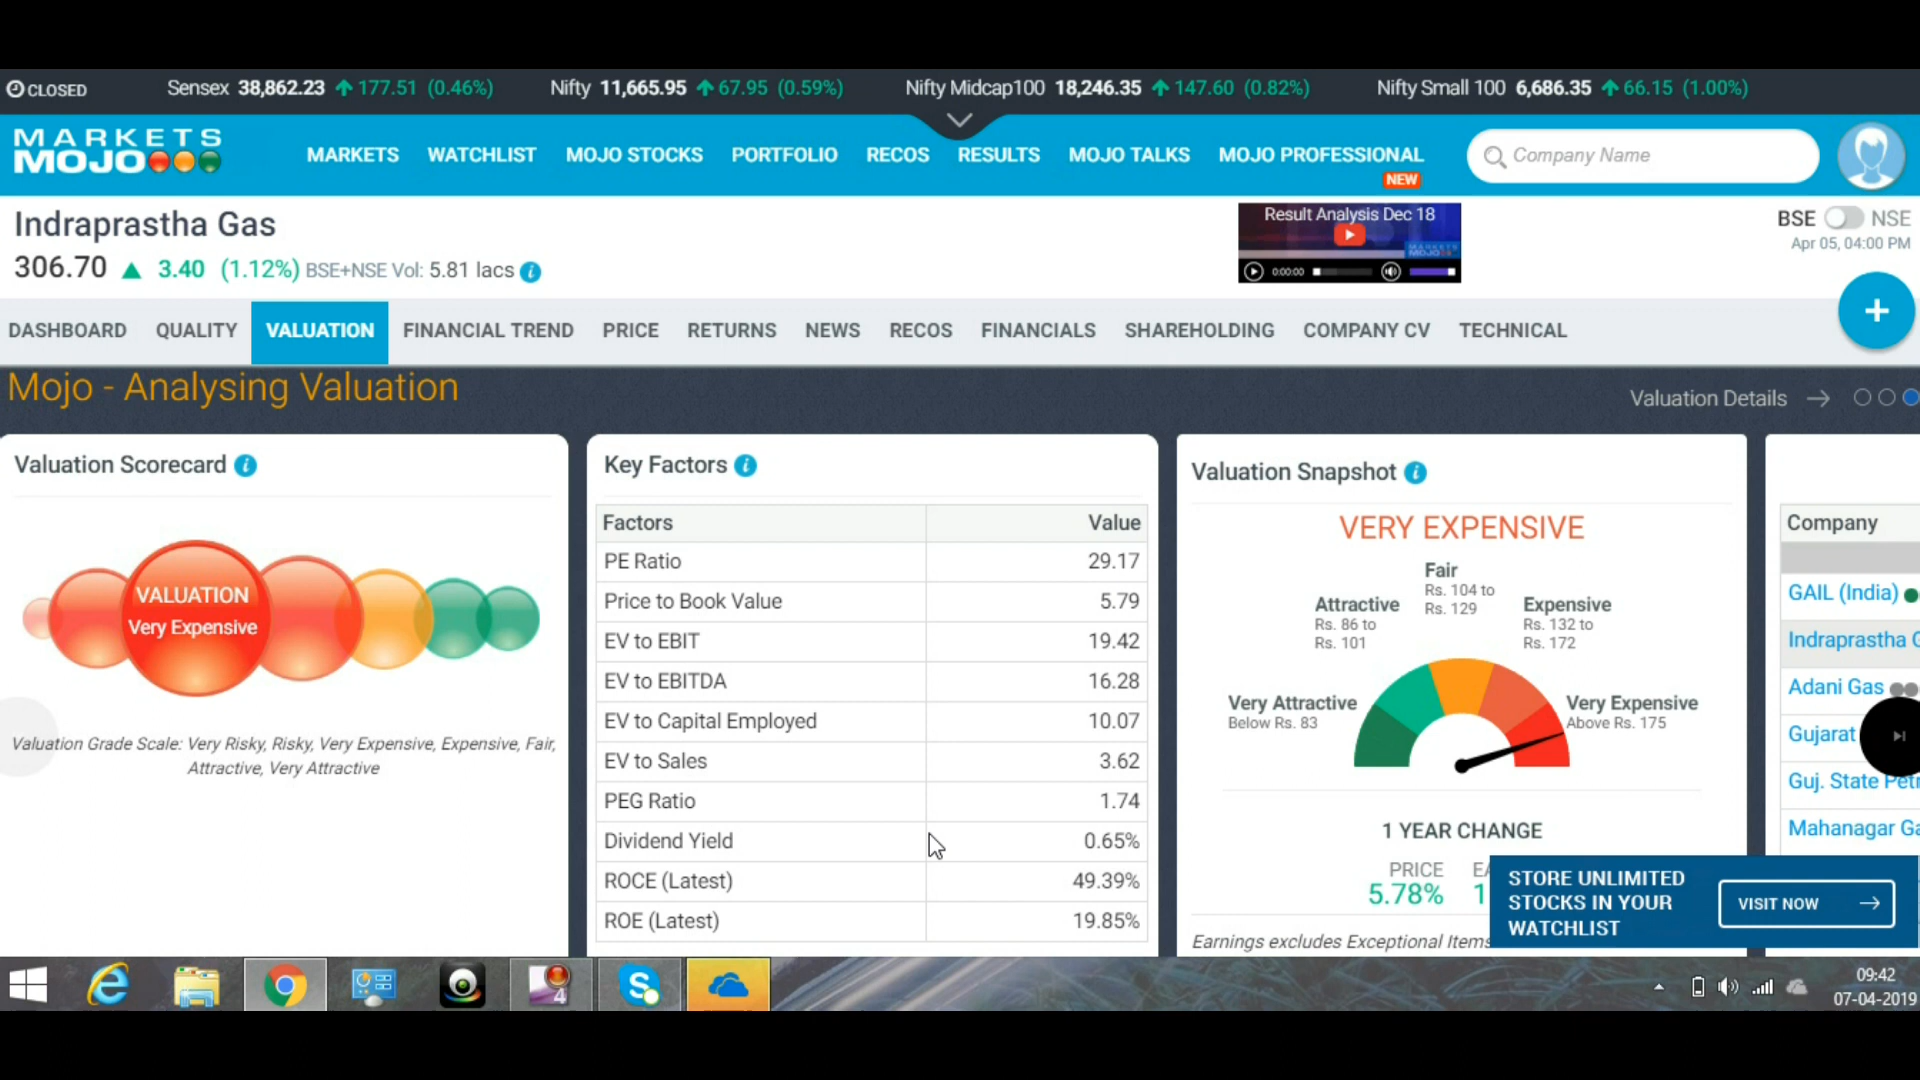 CLOSED
Sensex 38,862.23 177.51 (0.46%)
Nifty 11,665.95 67.95 (0.59%)
Nifty Midcap100 18,246.35 147.60 (0.82%)
Nifty Small 100 6,686.35 66.15 (1.00%)
MARKETS
MOJO
MARKETS WATCHLIST MOJO STOCKS PORTFOLIO RECOS RESULTS MOJO TALKS MOJO PROFESSIONAL
NEW
Company Name
Indraprastha Gas
306.70 3.40 (1.12%) BSE+NSE Vol: 5.81 lacs
Result Analysis Dec 18
MARKETS
MOJO
0:00:00
BSE NSE
Apr 05, 04:00 PM
DASHBOARD QUALITY VALUATION FINANCIAL TREND PRICE RETURNS NEWS RECOS FINANCIALS SHAREHOLDING COMPANY CV TECHNICAL
Mojo - Analysing Valuation
Valuation Details
Valuation Scorecard
VALUATION
Very Expensive
Valuation Grade Scale: Very Risky, Risky, Very Expensive, Expensive, Fair,
Attractive, Very Attractive
Key Factors
Factors Value
PE Ratio 29.17
Price to Book Value 5.79
EV to EBIT 19.42
EV to EBITDA 16.28
EV to Capital Employed 10.07
EV to Sales 3.62
PEG Ratio 1.74
Dividend Yield 0.65%
ROCE (Latest) 49.39%
ROE (Latest) 19.85%
Valuation Snapshot
VERY EXPENSIVE
Fair
Rs. 104 to
Rs. 129
Attractive
Rs. 86 to
Rs. 101
Expensive
Rs. 132 to
Rs. 172
Very Attractive
Below Rs. 83
Very Expensive
Above Rs. 175
1 YEAR CHANGE
PRICE
5.78%
Earnings excludes Exceptional Items
Company
GAIL (India)
Indraprastha
Adani Gas
Gujarat
Guj. State
Mahanagar
STORE UNLIMITED
STOCKS IN YOUR
WATCHLIST
VISIT NOW
4
09:42
07-04-2019